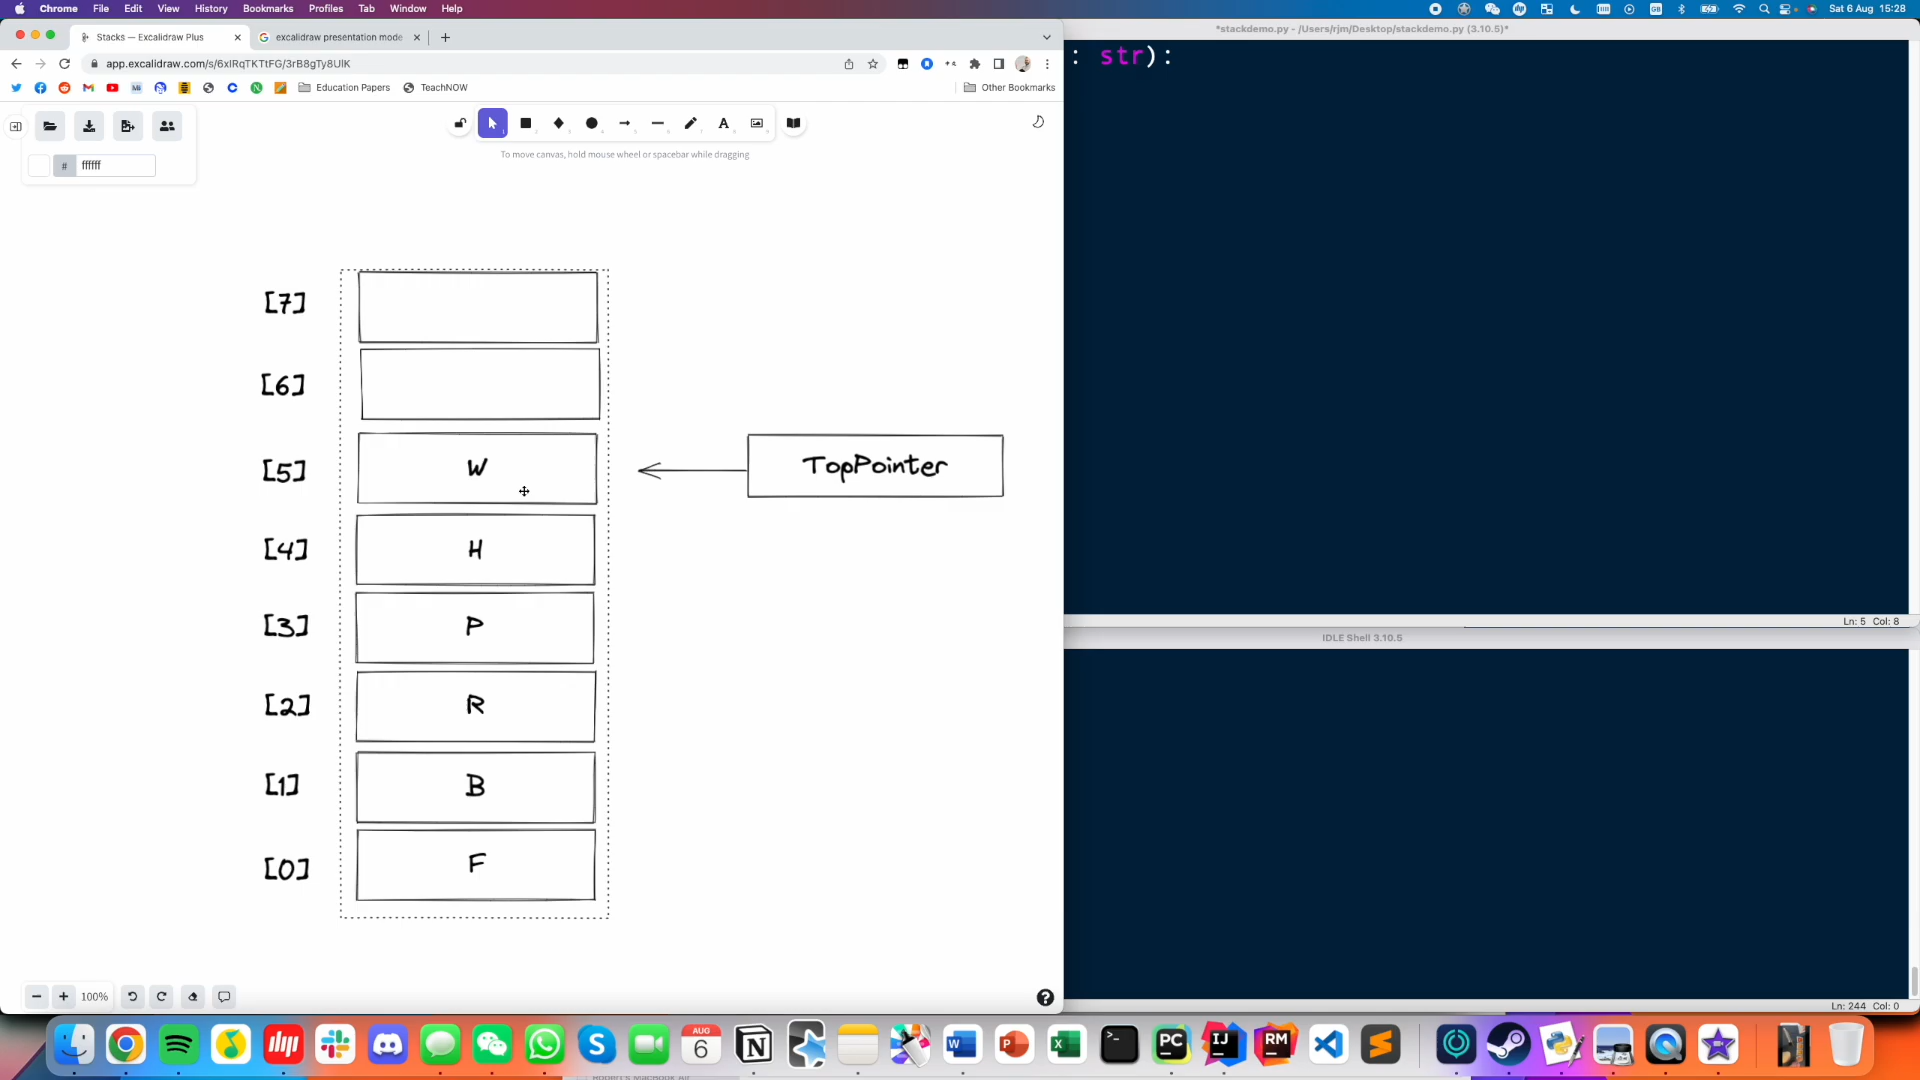 Chrome File Edit View History Bookmarks Profiles Tab Window Help
Sat 6 Aug 15:28
Stacks — Excalidraw Plus
excalidraw presentation mode
app.excalidraw.com/s/6xIRqTKTtFG/3rB8gTy8UlK
Education Papers
TeachNOW
Other Bookmarks
# ffffff
To move canvas, hold mouse wheel or spacebar while dragging
[7]
[6]
[5] W
TopPointer
[4] H
[3] P
[2] R
[1] B
[0] F
100%
*stackdemo.py - /Users/rjm/Desktop/stackdemo.py (3.10.5)*
: str):
Ln: 5 Col: 8
IDLE Shell 3.10.5
Ln: 244 Col: 0
AUG
6